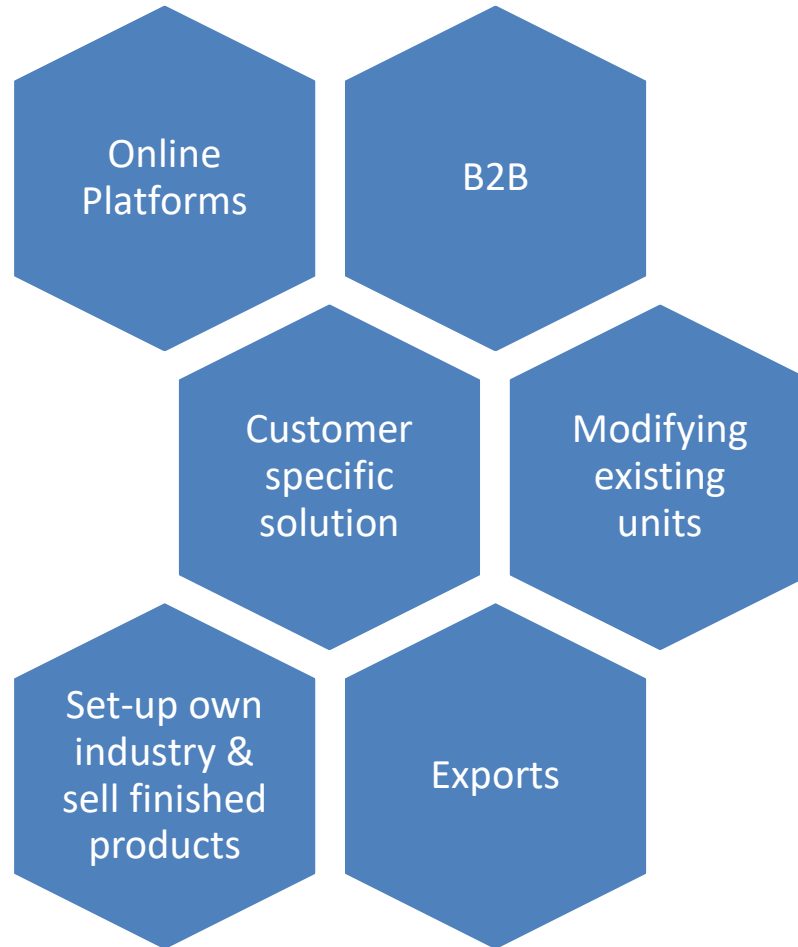 Online
Platforms
B2B
Customer
specific
solution
Modifying
existing
units
Set-up own
industry &
sell finished
products
Exports